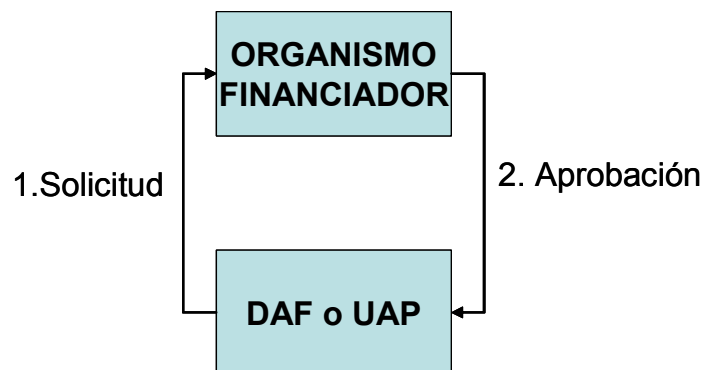 ORGANISMO
FINANCIADOR
1.Solicitud
2. Aprobación
DAF o UAP